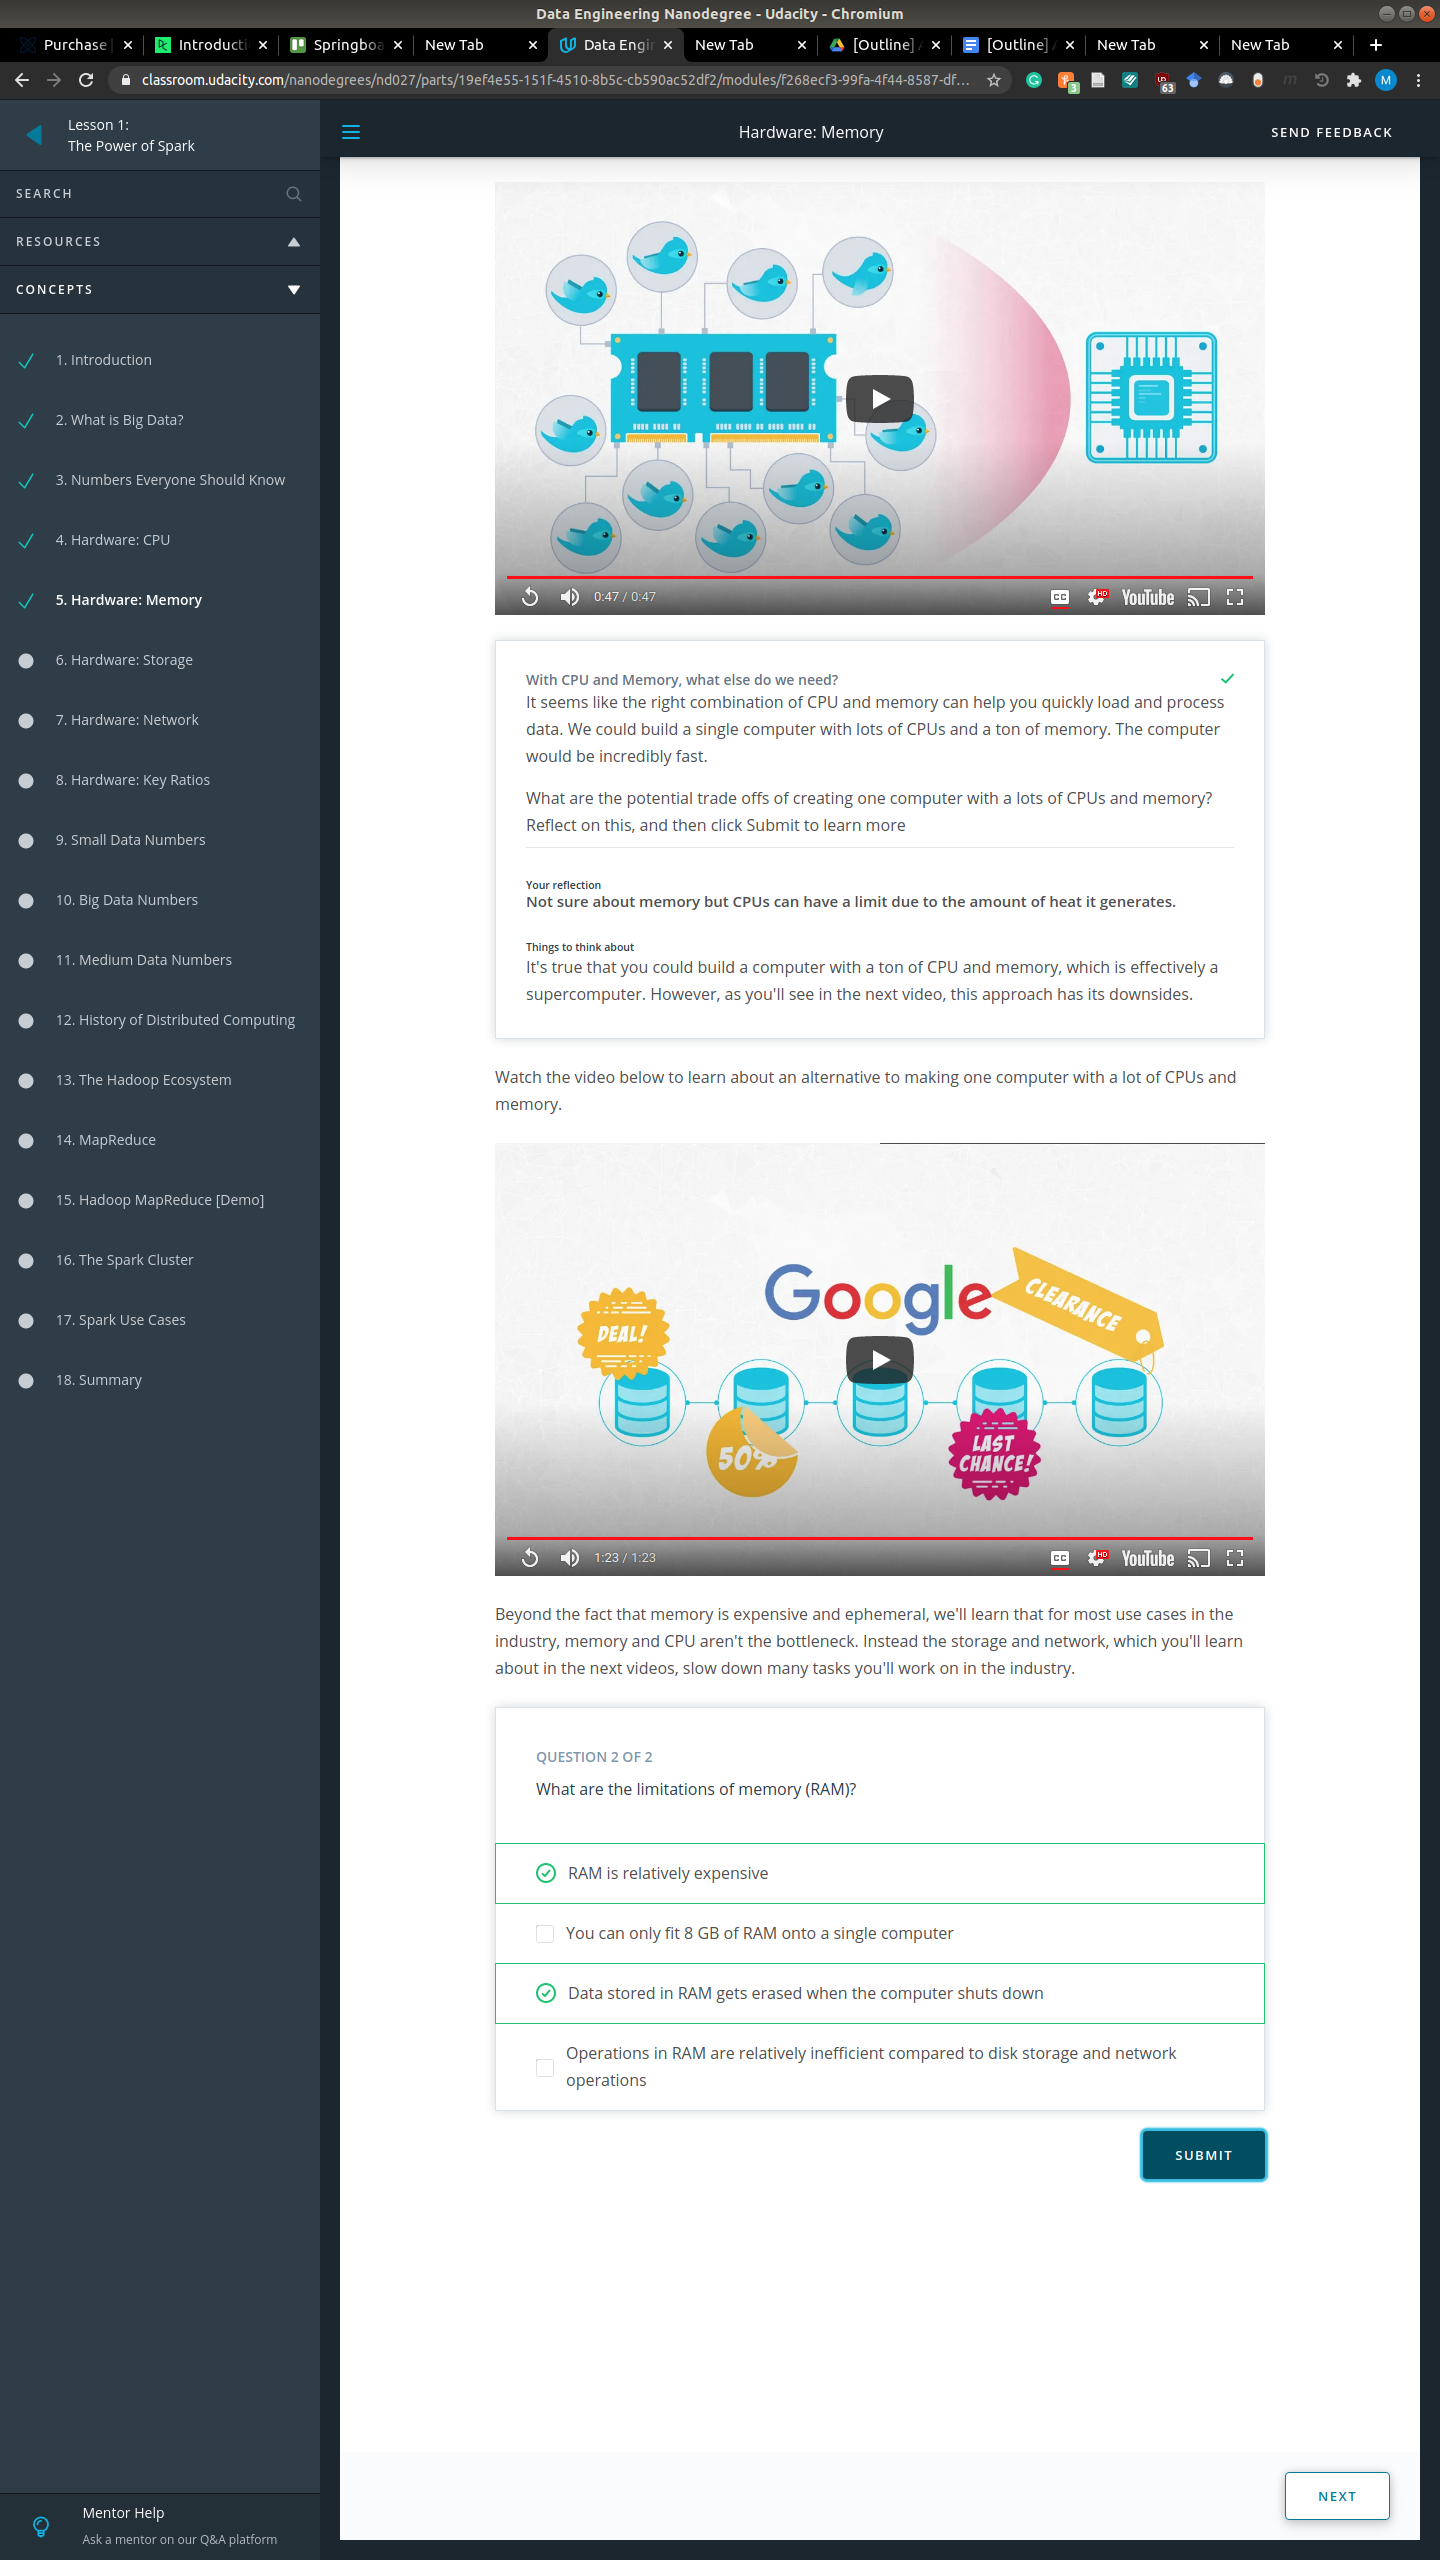 Data Engineering Nanodegree - Udacity - Chromium
Purchase
Introducti
Springboa
New Tab
Data Engi
New Tab
[Outline]
[Outline]
New Tab
New Tab
classroom.udacity.com/nanodegrees/nd027/parts/19ef4e55-151f-4510-8b5c-cb590ac52df2/modules/f268ecf3-99fa-4f44-8587-df...
3
63
M
Lesson 1:
The Power of Spark
Hardware: Memory
SEND FEEDBACK
SEARCH
RESOURCES
CONCEPTS
1. Introduction
2. What is Big Data?
3. Numbers Everyone Should Know
4. Hardware: CPU
5. Hardware: Memory
6. Hardware: Storage
7. Hardware: Network
8. Hardware: Key Ratios
9. Small Data Numbers
10. Big Data Numbers
11. Medium Data Numbers
12. History of Distributed Computing
13. The Hadoop Ecosystem
14. MapReduce
15. Hadoop MapReduce [Demo]
16. The Spark Cluster
17. Spark Use Cases
18. Summary
Mentor Help
Ask a mentor on our Q&A platform
0:47 / 0:47
CC
HD
YouTube
With CPU and Memory, what else do we need?
It seems like the right combination of CPU and memory can help you quickly load and process
data. We could build a single computer with lots of CPUs and a ton of memory. The computer
would be incredibly fast.
What are the potential trade offs of creating one computer with a lots of CPUs and memory?
Reflect on this, and then click Submit to learn more
Your reflection
Not sure about memory but CPUs can have a limit due to the amount of heat it generates.
Things to think about
It's true that you could build a computer with a ton of CPU and memory, which is effectively a
supercomputer. However, as you'll see in the next video, this approach has its downsides.
Watch the video below to learn about an alternative to making one computer with a lot of CPUs and
memory.
Google
CLEARANCE
DEAL!
50%
LAST
CHANCE!
1:23 / 1:23
CC
HD
YouTube
Beyond the fact that memory is expensive and ephemeral, we'll learn that for most use cases in the
industry, memory and CPU aren't the bottleneck. Instead the storage and network, which you'll learn
about in the next videos, slow down many tasks you'll work on in the industry.
QUESTION 2 OF 2
What are the limitations of memory (RAM)?
RAM is relatively expensive
You can only fit 8 GB of RAM onto a single computer
Data stored in RAM gets erased when the computer shuts down
Operations in RAM are relatively inefficient compared to disk storage and network
operations
SUBMIT
NEXT